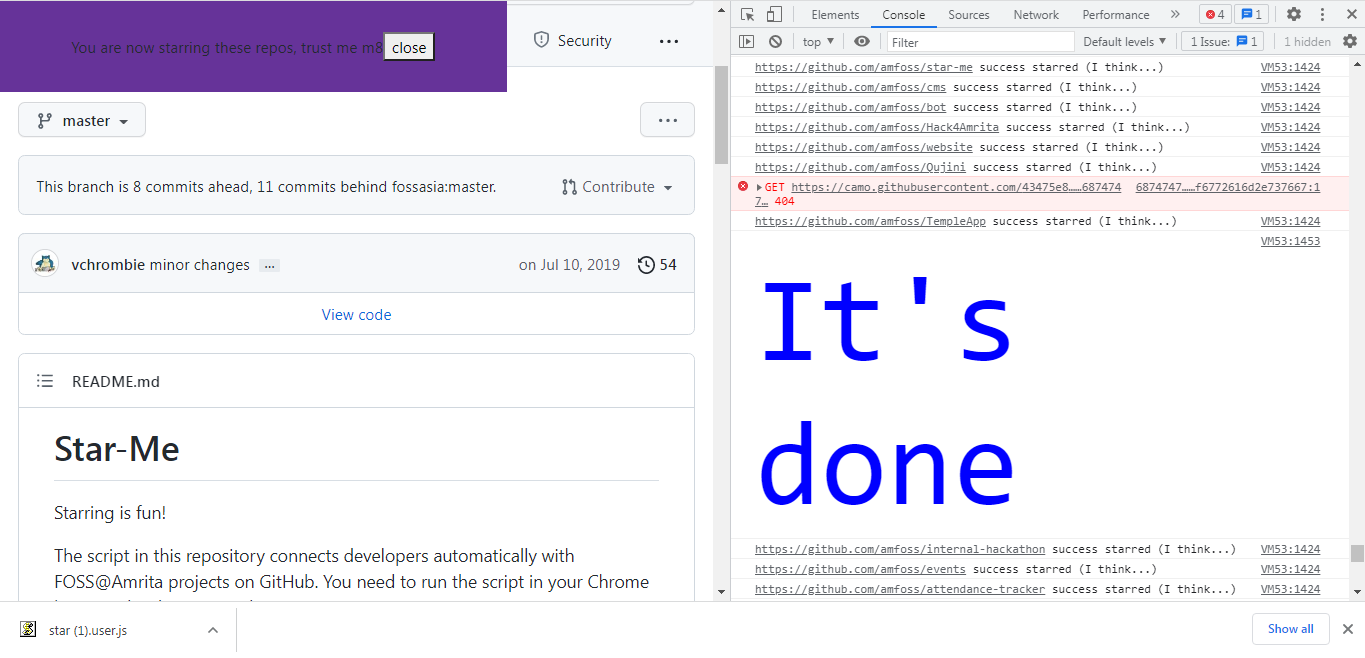 You are now starring these repos, trust me m8 close
Security
master
This branch is 8 commits ahead, 11 commits behind fossasia:master.
Contribute
vchrombie minor changes
on Jul 10, 2019
54
View code
README.md
Star-Me
Starring is fun!
The script in this repository connects developers automatically with
FOSS@Amrita projects on GitHub. You need to run the script in your Chrome
Elements Console Sources Network Performance » 4 1
top Filter Default levels 1 Issue: 1 1 hidden
https://github.com/amfoss/star-me success starred (I think...) VM53:1424
https://github.com/amfoss/cms success starred (I think...) VM53:1424
https://github.com/amfoss/bot success starred (I think...) VM53:1424
https://github.com/amfoss/Hack4Amrita success starred (I think...) VM53:1424
https://github.com/amfoss/website success starred (I think...) VM53:1424
https://github.com/amfoss/Qujini success starred (I think...) VM53:1424
GET https://camo.githubusercontent.com/43475e8……687474 6874747……f6772616d2e737667:1
7… 404
https://github.com/amfoss/TempleApp success starred (I think...) VM53:1424
VM53:1453
It's
done
https://github.com/amfoss/internal-hackathon success starred (I think...) VM53:1424
https://github.com/amfoss/events success starred (I think...) VM53:1424
https://github.com/amfoss/attendance-tracker success starred (I think...) VM53:1424
star (1).user.js
Show all